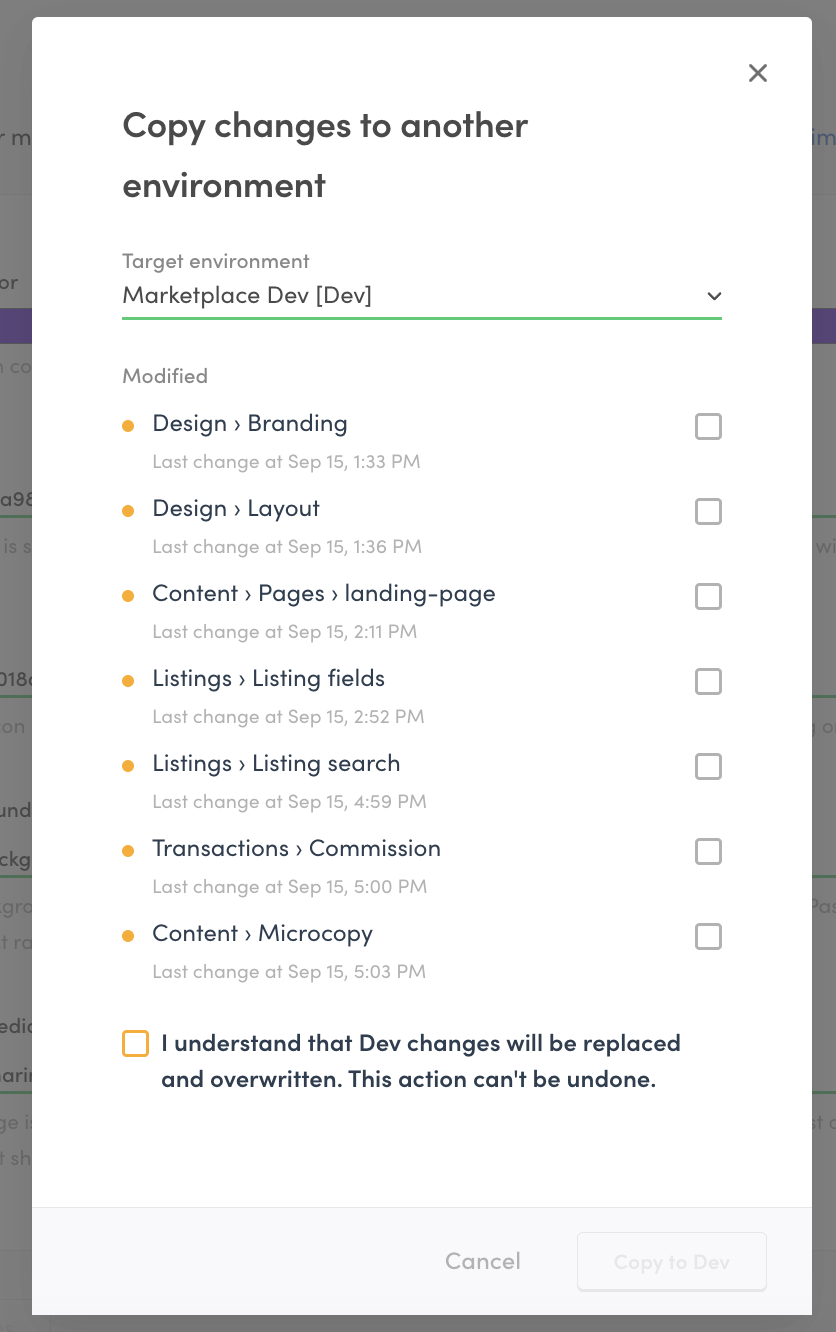 Copy changes to another
environment
Target environment
Marketplace Dev [Dev]
Modified
Design › Branding
Last change at Sep 15, 1:33 PM
Design › Layout
Last change at Sep 15, 1:36 PM
Content › Pages › landing-page
Last change at Sep 15, 2:11 PM
Listings › Listing fields
Last change at Sep 15, 2:52 PM
Listings › Listing search
Last change at Sep 15, 4:59 PM
Transactions › Commission
Last change at Sep 15, 5:00 PM
Content › Microcopy
Last change at Sep 15, 5:03 PM
I understand that Dev changes will be replaced
and overwritten. This action can't be undone.
Cancel
Copy to Dev